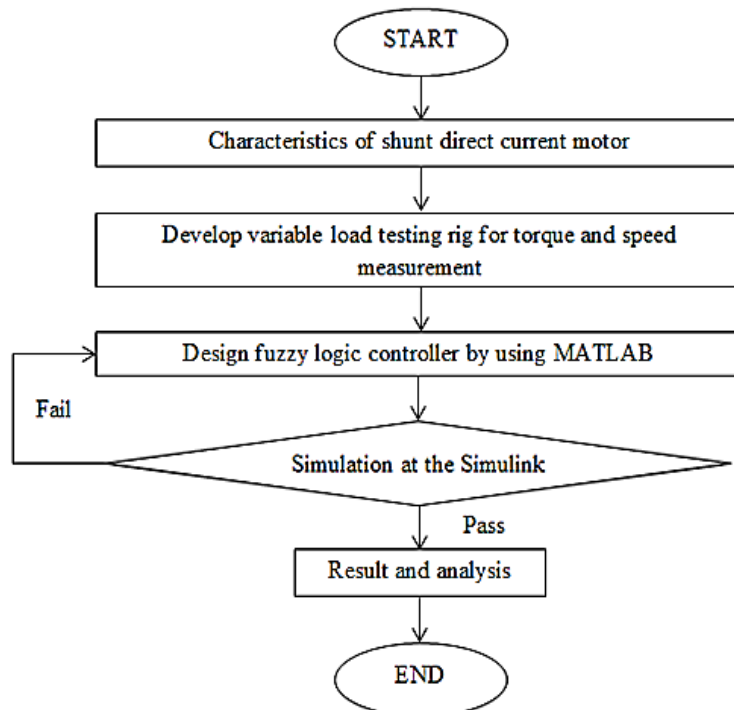 START
Characteristics of shunt direct current motor
Develop variable load testing rig for torque and speed
measurement
Design fuzzy logic controller by using MATLAB
Fail
Simulation at the Simulink
Pass
Result and analysis
END